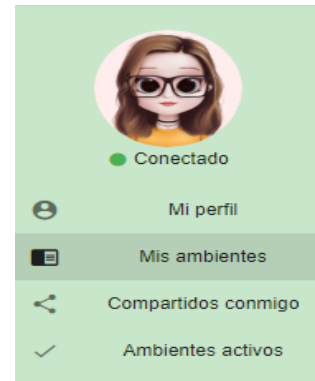 Conectado
Mi perfil
Mis ambientes
Compartidos conmigo
Ambientes activos